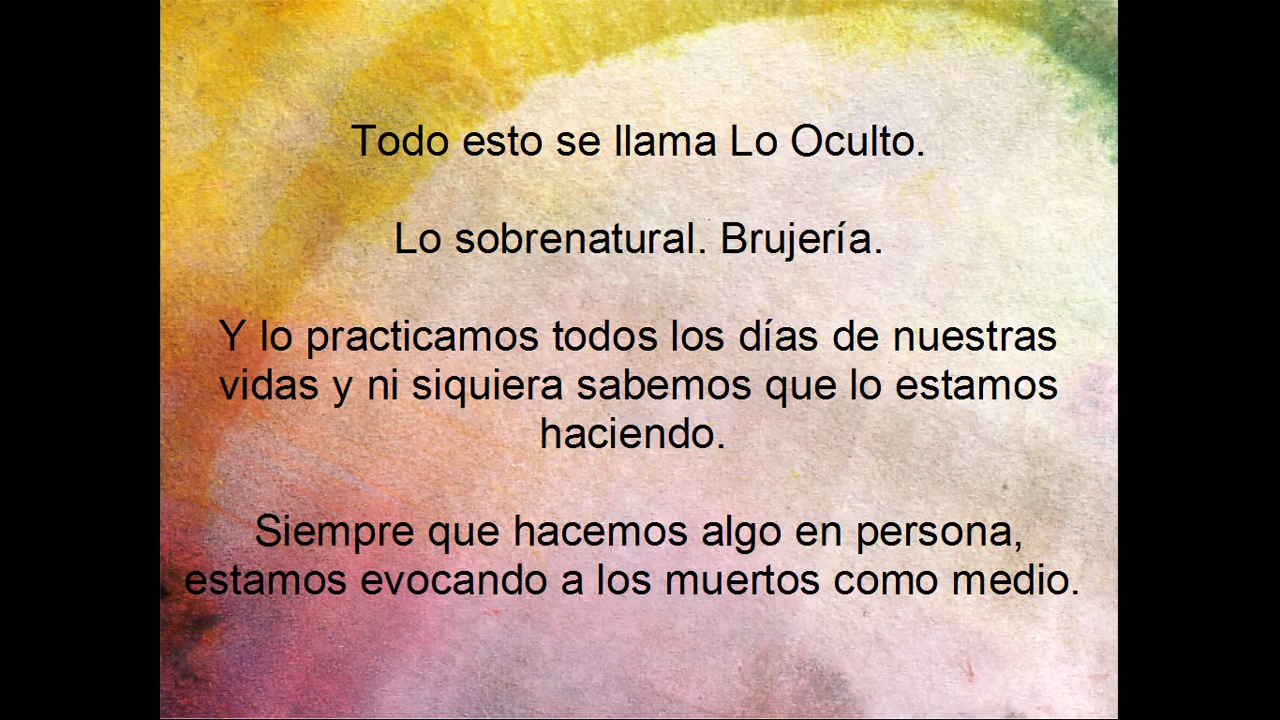 Todo esto se llama Lo Oculto.
Lo sobrenatural. Brujería.
Y lo practicamos todos los días de nuestras
vidas y ni siquiera sabemos que lo estamos
haciendo.
Siempre que hacemos algo en persona,
estamos evocando a los muertos como medio.